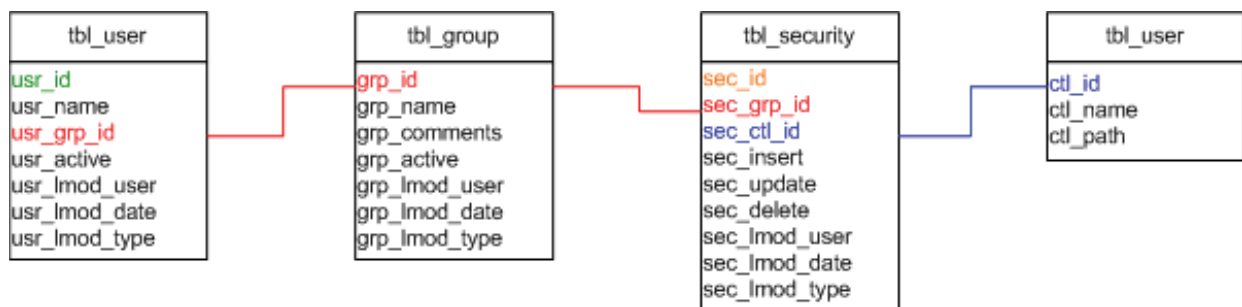 tbl_user
usr_id
usr_name
usr_grp_id
usr_active
usr_lmod_user
usr_lmod_date
usr_lmod_type
tbl_group
grp_id
grp_name
grp_comments
grp_active
grp_lmod_user
grp_lmod_date
grp_lmod_type
tbl_security
sec_id
sec_grp_id
sec_ctl_id
sec_insert
sec_update
sec_delete
sec_lmod_user
sec_lmod_date
sec_lmod_type
tbl_user
ctl_id
ctl_name
ctl_path